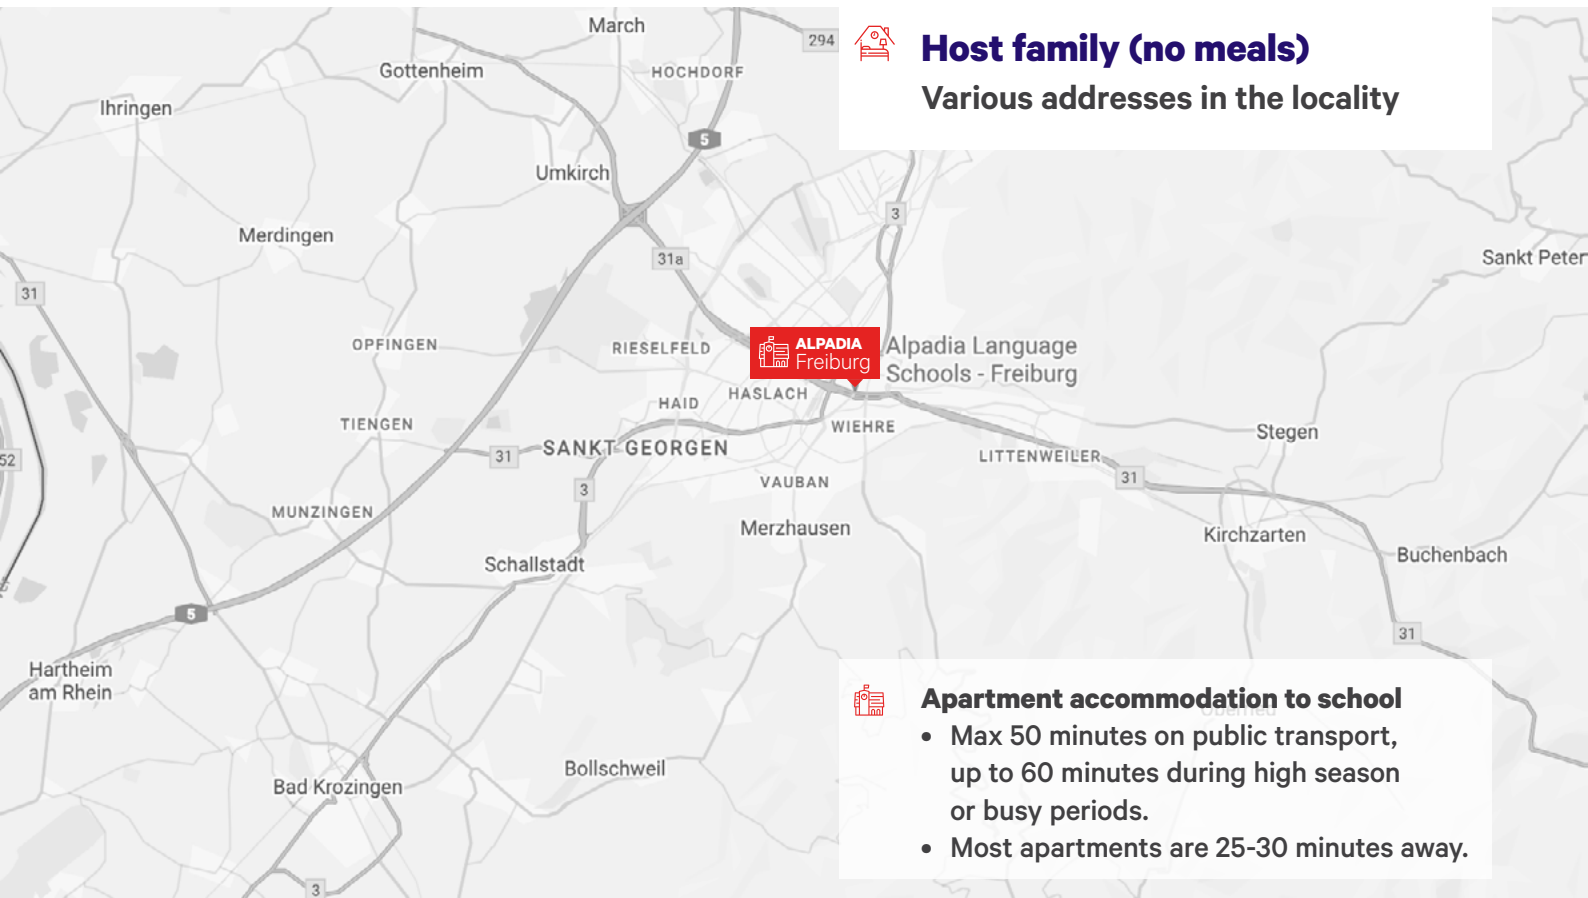 Host family (no meals)
Various addresses in the locality
March
294
Gottenheim
HOCHDORF
Ihringen
5
Umkirch
3
Merdingen
31a
Sankt Peter
31
ALPADIA
Freiburg
Alpadia Language
Schools - Freiburg
OPFINGEN
RIESELFELD
HASLACH
HAID
TIENGEN
WIEHRE
Stegen
SANKT GEORGEN
31
LITTENWEILER
52
31
VAUBAN
3
MUNZINGEN
Merzhausen
Kirchzarten
Buchenbach
Schallstadt
5
31
Hartheim
am Rhein
Apartment accommodation to school
Oberried
• Max 50 minutes on public transport,
up to 60 minutes during high season
or busy periods.
• Most apartments are 25-30 minutes away.
Bollschweil
Bad Krozingen
3